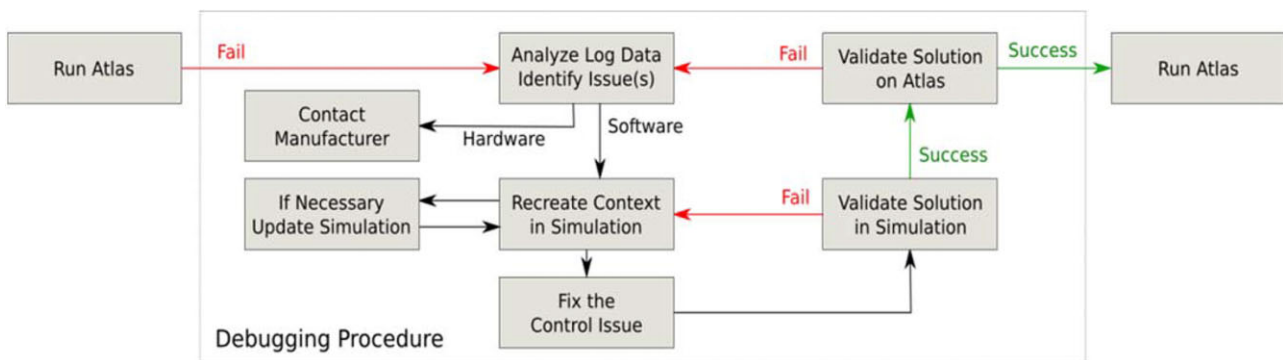 Run Atlas
Fail
Analyze Log Data
Identify Issue(s)
Fail
Validate Solution
on Atlas
Success
Run Atlas
Contact
Manufacturer
Hardware
Software
Success
If Necessary
Update Simulation
Recreate Context
in Simulation
Fail
Validate Solution
in Simulation
Fix the
Control Issue
Debugging Procedure